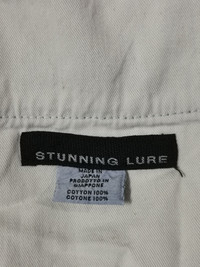 STUNNING LURE
MADE IN
JAPAN
PRODOTTO IN
GIAPPONE
COTTON 100%
COTONE 100%